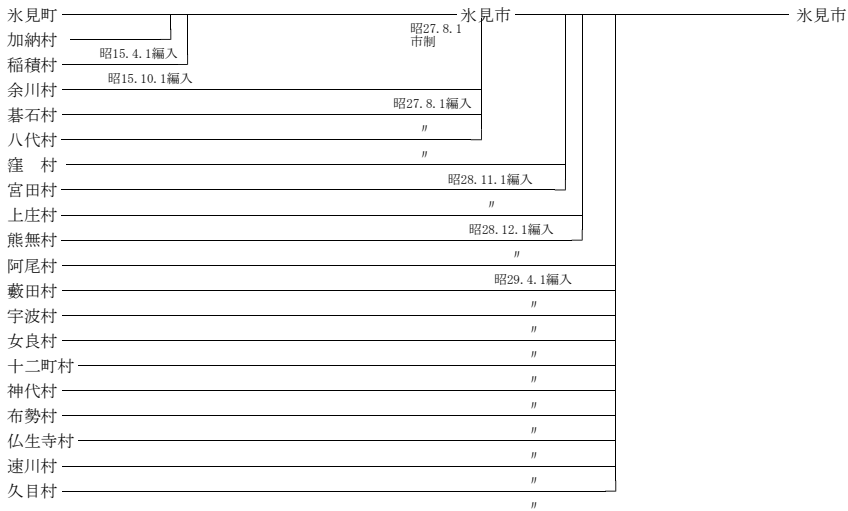 氷見町 氷見市 氷見市
昭27.8.1
市制
加納村
昭15.4.1編入
稲積村
昭15.10.1編入
余川村
昭27.8.1編入
碁石村
〃
八代村
〃
窪　村
昭28.11.1編入
宮田村
〃
上庄村
昭28.12.1編入
熊無村
〃
阿尾村
昭29.4.1編入
藪田村
〃
宇波村
〃
女良村
〃
十二町村
〃
神代村
〃
布勢村
〃
仏生寺村
〃
速川村
〃
久目村
〃